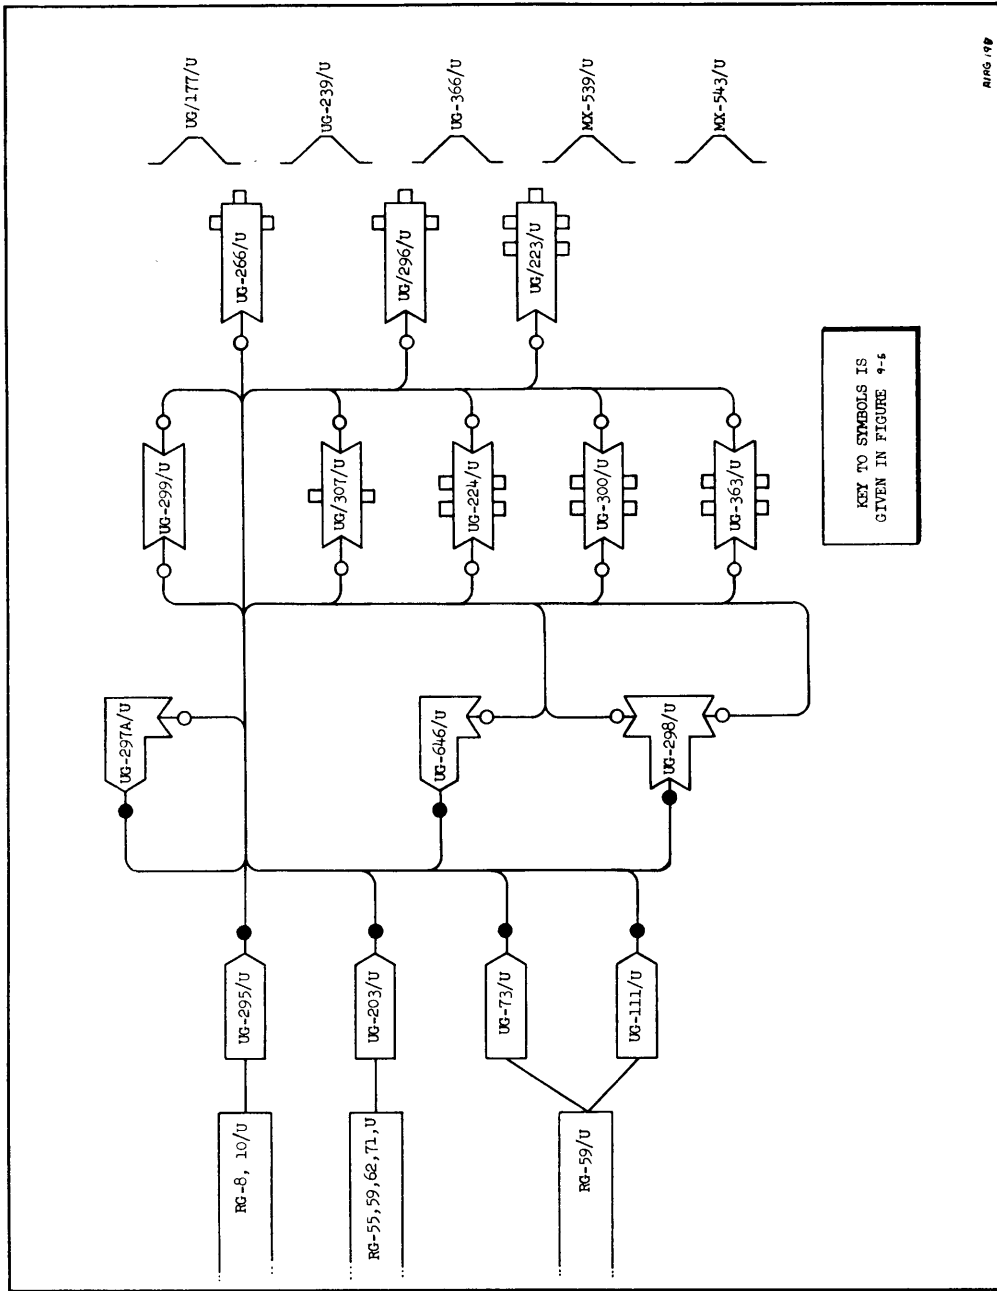 RG-8, 10/U
RG-55,59,62,71,U
RG-59/U
UG-295/U
UG-203/U
UG-73/U
UG-111/U
UG-297A/U
UG-646/U
UG-298/U
UG-299/U
UG/307/U
UG-224/U
UG-300/U
UG-363/U
UG-266/U
UG/296/U
UG/223/U
UG/177/U
UG-239/U
UG-366/U
MX-539/U
MX-543/U
KEY TO SYMBOLS IS
GIVEN IN FIGURE 9-6